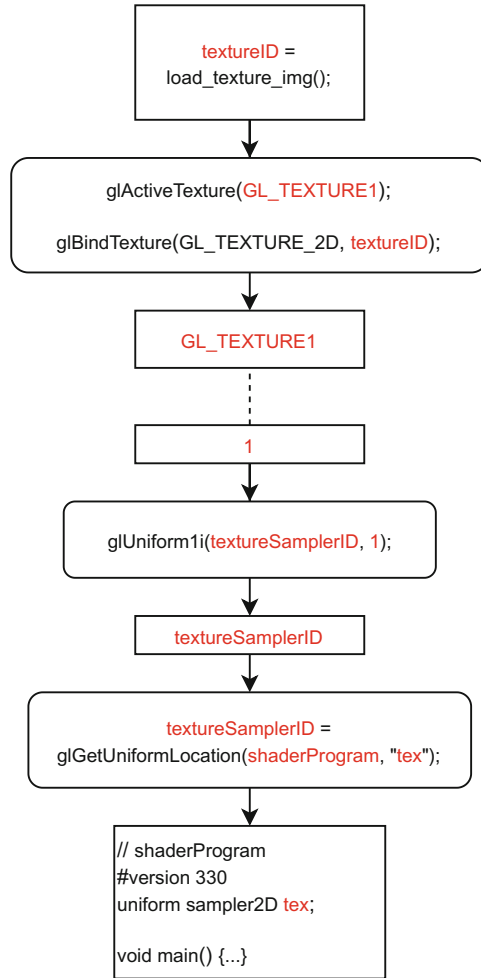 textureID =
load_texture_img();
glActiveTexture(GL_TEXTURE1);
glBindTexture(GL_TEXTURE_2D, textureID);
GL_TEXTURE1
1
glUniform1i(textureSamplerID, 1);
textureSamplerID
textureSamplerID =
glGetUniformLocation(shaderProgram, "tex");
// shaderProgram
#version 330
uniform sampler2D tex;
void main() {...}